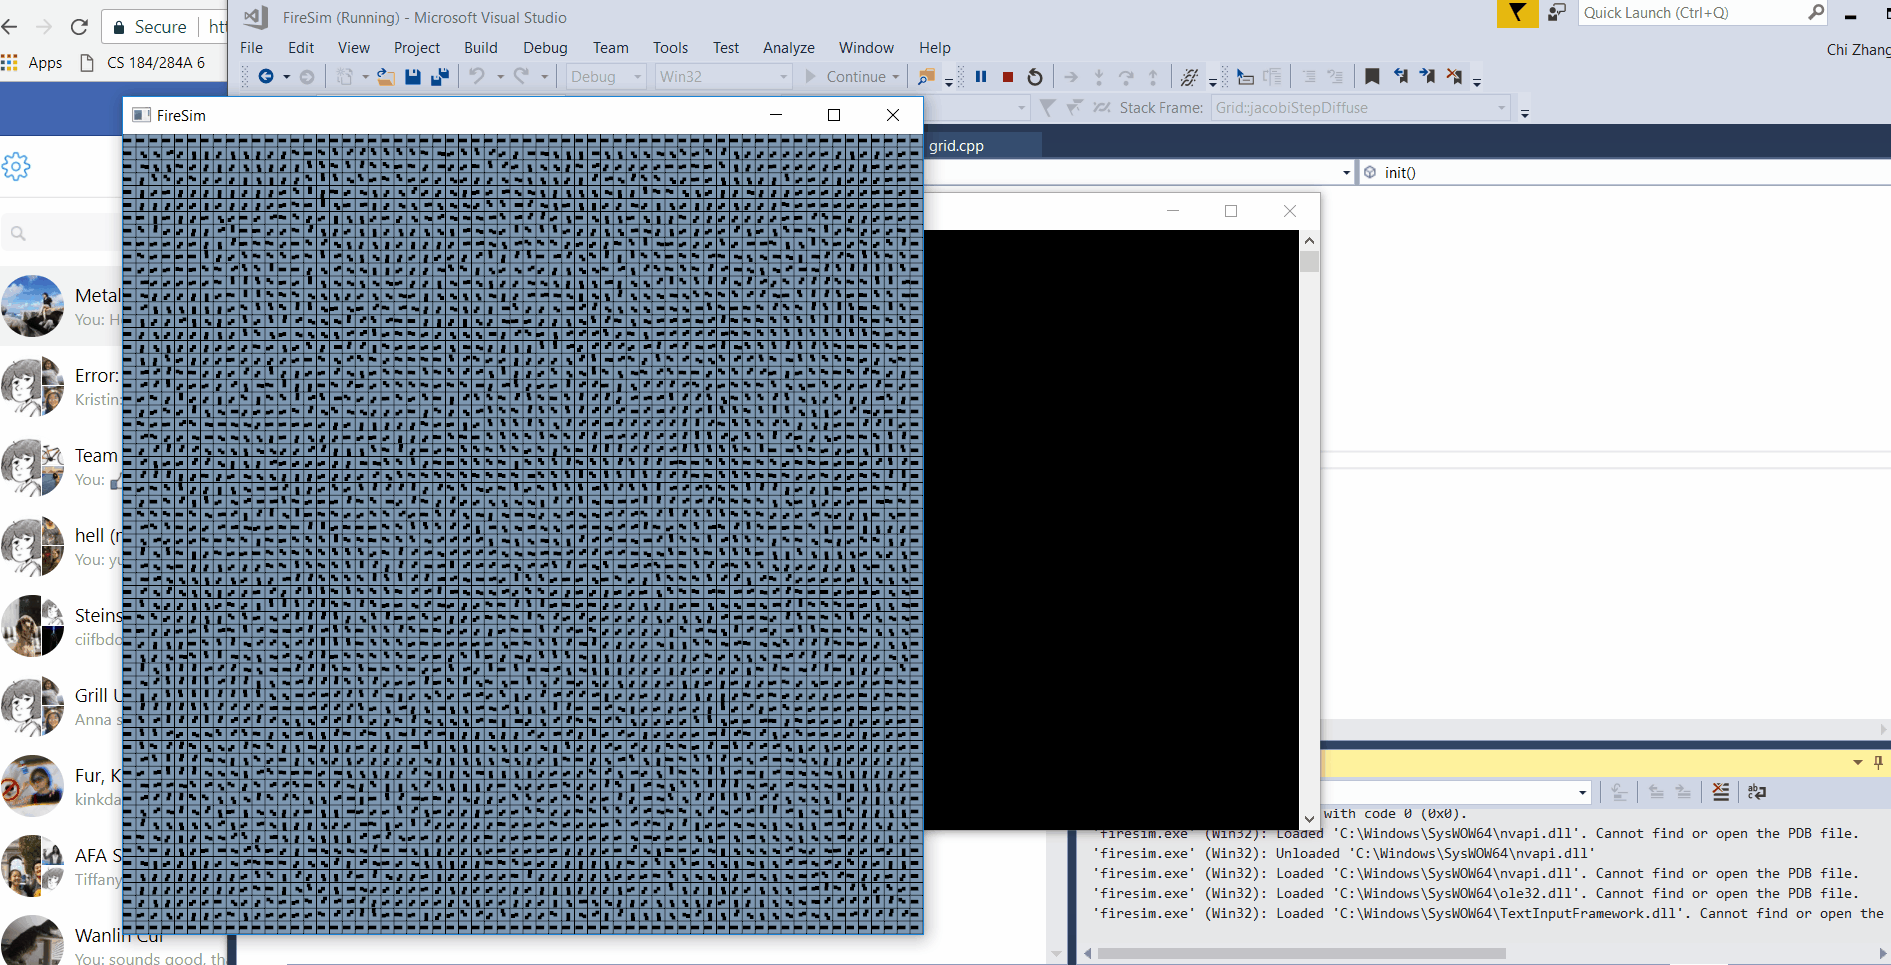 Secure
FireSim (Running) - Microsoft Visual Studio
Quick Launch (Ctrl+Q)
File Edit View Project Build Debug Team Tools Test Analyze Window Help
Chi Zhang
Apps CS 184/284A 6
Debug Win32 Continue
Stack Frame: Grid::jacobiStepDiffuse
FireSim
grid.cpp
init()
Metal
You: H
Error:
Kristin:
Team
You:
hell (r
You: yu
Steins
ciifbdo
Grill U
Anna s
Fur, K
kinkda
AFA S
Tiffany
Wanlin Cui
You: sounds good, th
with code 0 (0x0).
'firesim.exe' (Win32): Loaded 'C:\Windows\SysWOW64\nvapi.dll'. Cannot find or open the PDB file.
'firesim.exe' (Win32): Unloaded 'C:\Windows\SysWOW64\nvapi.dll'
'firesim.exe' (Win32): Loaded 'C:\Windows\SysWOW64\nvapi.dll'. Cannot find or open the PDB file.
'firesim.exe' (Win32): Loaded 'C:\Windows\SysWOW64\ole32.dll'. Cannot find or open the PDB file.
'firesim.exe' (Win32): Loaded 'C:\Windows\SysWOW64\TextInputFramework.dll'. Cannot find or open the